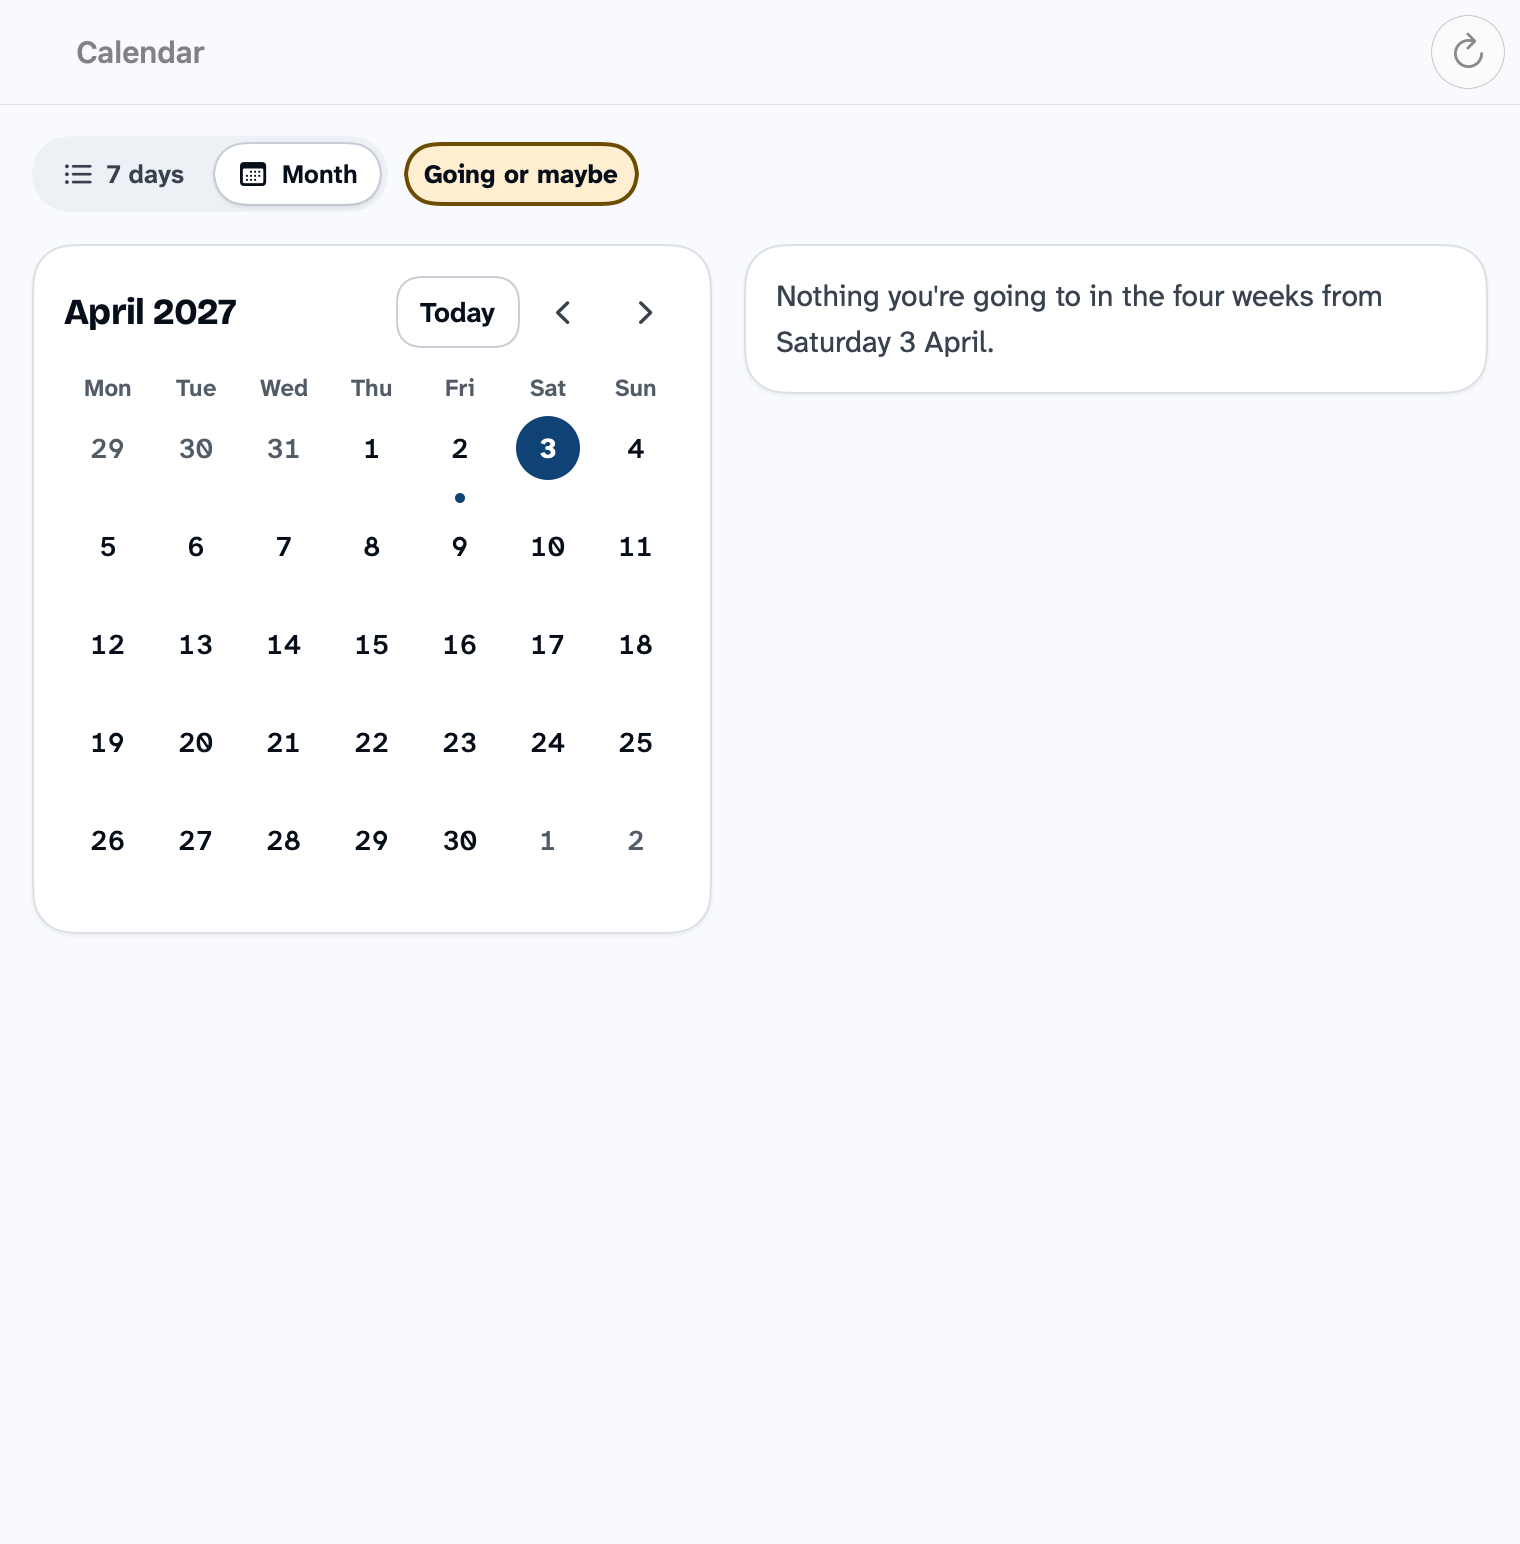 Calendar
7 days
Month
Going or maybe
April 2027
Today
Mon Tue Wed Thu Fri Sat Sun
29 30 31 1 2 3 4
5 6 7 8 9 10 11
12 13 14 15 16 17 18
19 20 21 22 23 24 25
26 27 28 29 30 1 2
Nothing you're going to in the four weeks from
Saturday 3 April.